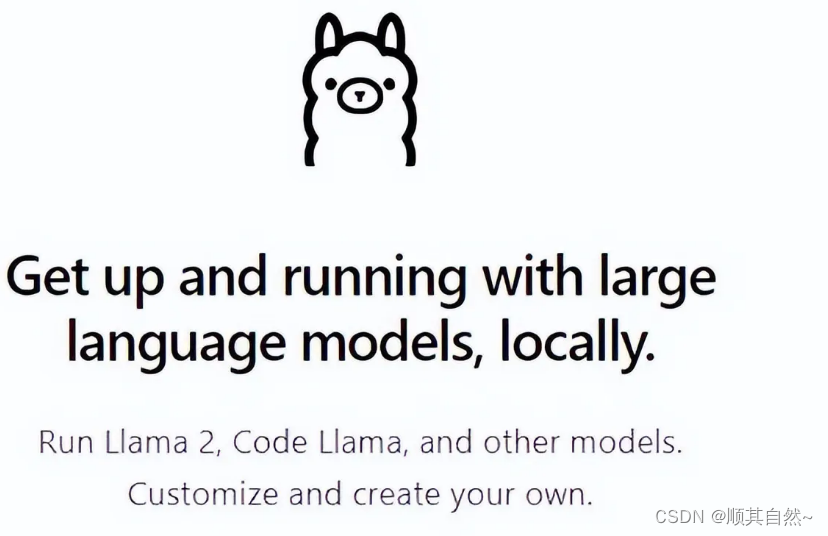 Get up and running with large
language models, locally.
Run Llama 2, Code Llama, and other models.
Customize and create your own.
CSDN @顺其自然~